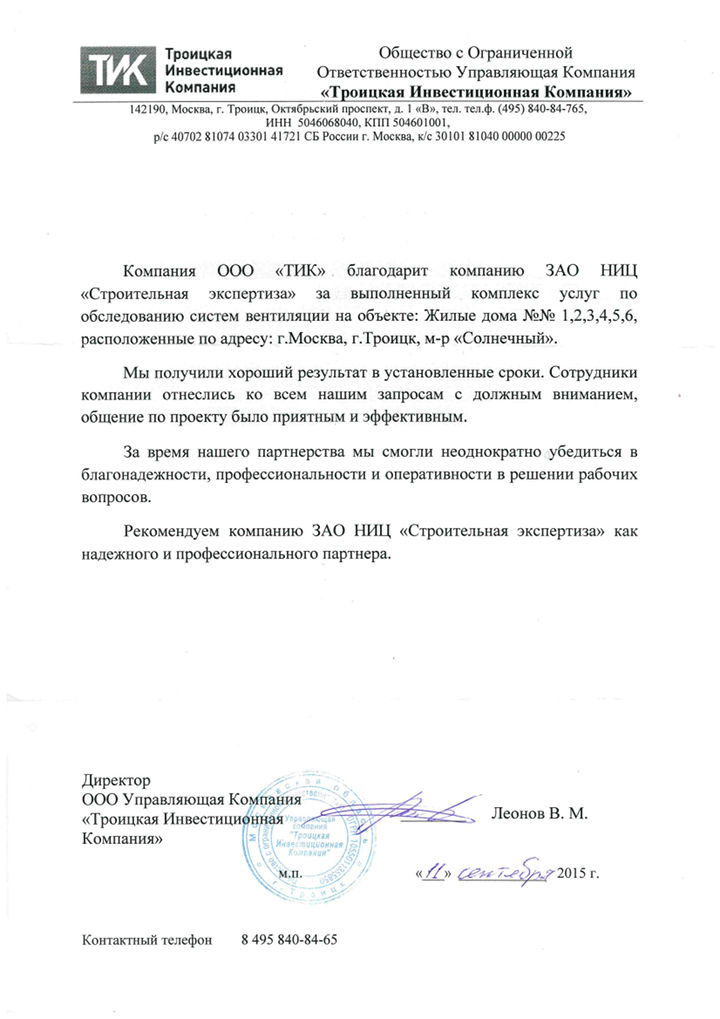 ТИК
Троицкая
Инвестиционная
Компания
Общество с Ограниченной
Ответственностью Управляющая Компания
«Троицкая Инвестиционная Компания»
142190, Москва, г. Троицк, Октябрьский проспект, д. 1 «В», тел. тел.ф. (495) 840-84-765,
ИНН 5046068040, КПП 504601001,
р/с 40702 81074 03301 41721 СБ России г. Москва, к/с 30101 81040 00000 00225
Компания ООО «ТИК» благодарит компанию ЗАО НИЦ
«Строительная экспертиза» за выполненный комплекс услуг по
обследованию систем вентиляции на объекте: Жилые дома №№ 1,2,3,4,5,6,
расположенные по адресу: г.Москва, г.Троицк, м-р «Солнечный».
Мы получили хороший результат в установленные сроки. Сотрудники
компании отнеслись ко всем нашим запросам с должным вниманием,
общение по проекту было приятным и эффективным.
За время нашего партнерства мы смогли неоднократно убедиться в
благонадежности, профессиональности и оперативности в решении рабочих
вопросов.
Рекомендуем компанию ЗАО НИЦ «Строительная экспертиза» как
надежного и профессионального партнера.
Директор
ООО Управляющая Компания
«Троицкая Инвестиционная
Компания»
Леонов В. М.
Управляющая
компания
"Троицкая
Инвестиционная
Компания"
г. Троицк
м.п.
«11» сентября 2015 г.
Контактный телефон 8 495 840-84-65